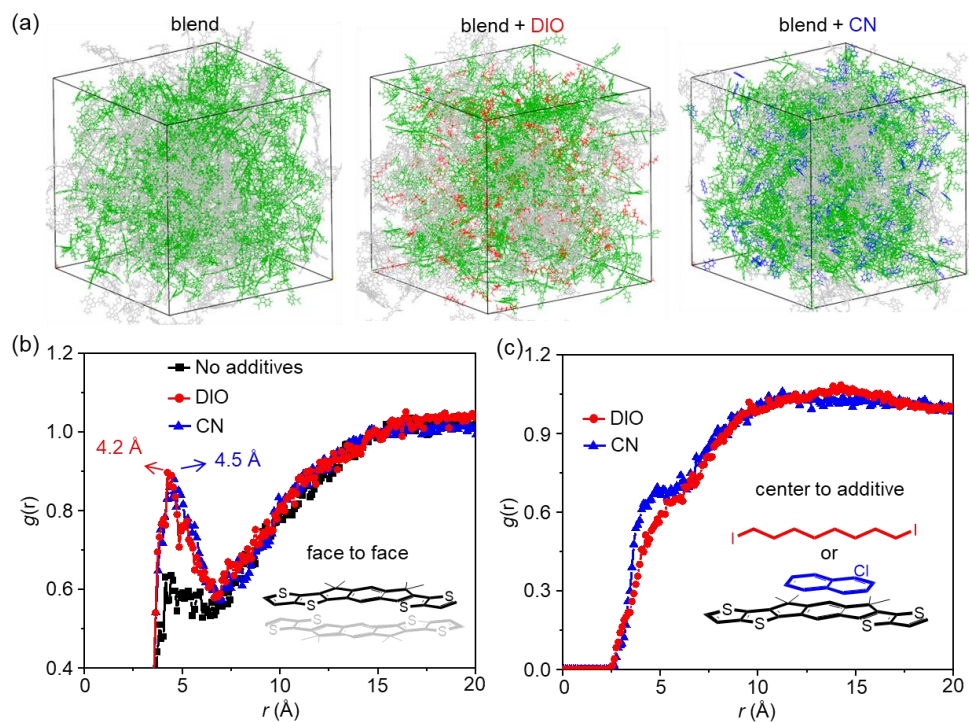 (a)
blend
blend + DIO
blend + CN
(b)
1.2
1.0
0.8
0.6
0.4
g(r)
No additives
DIO
CN
4.2 Å
4.5 Å
face to face
S
S
S
S
S
S
S
S
0
5
10
15
20
r (Å)
(c)
1.2
0.9
0.6
0.3
0.0
g(r)
DIO
CN
center to additive
I
I
or
Cl
S
S
S
S
0
5
10
15
20
r (Å)